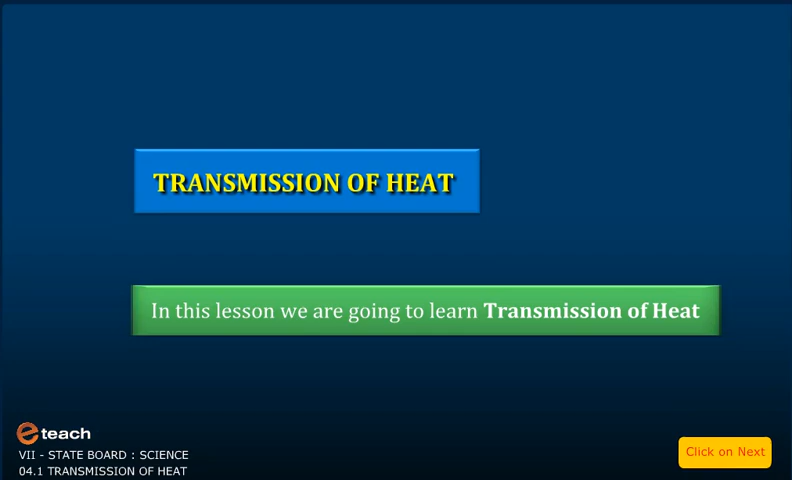 TRANSMISSION OF HEAT
In this lesson we are going to learn Transmission of Heat
eteach
VII - STATE BOARD : SCIENCE
04.1 TRANSMISSION OF HEAT
Click on Next